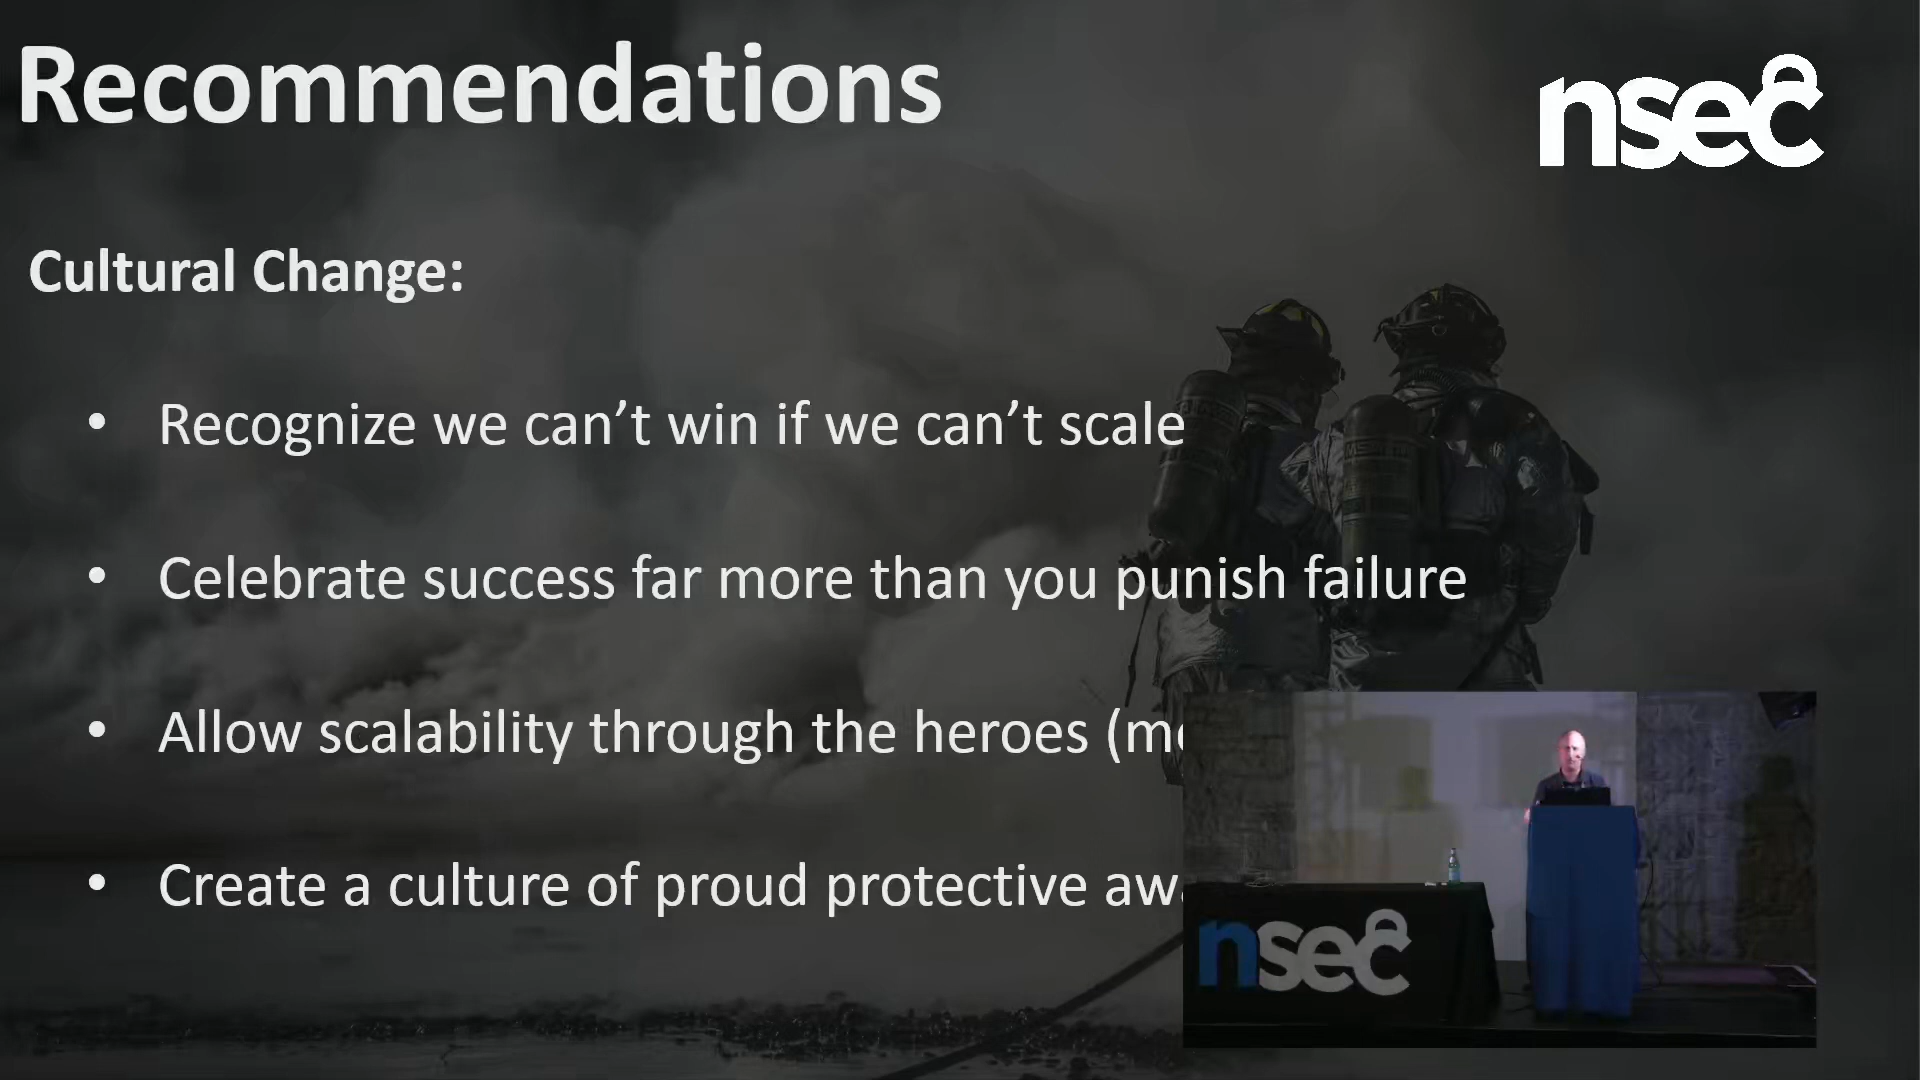 Recommendations
nsec
Cultural Change:
• Recognize we can’t win if we can’t scale
• Celebrate success far more than you punish failure
• Allow scalability through the heroes
• Create a culture of proud protective
nsec